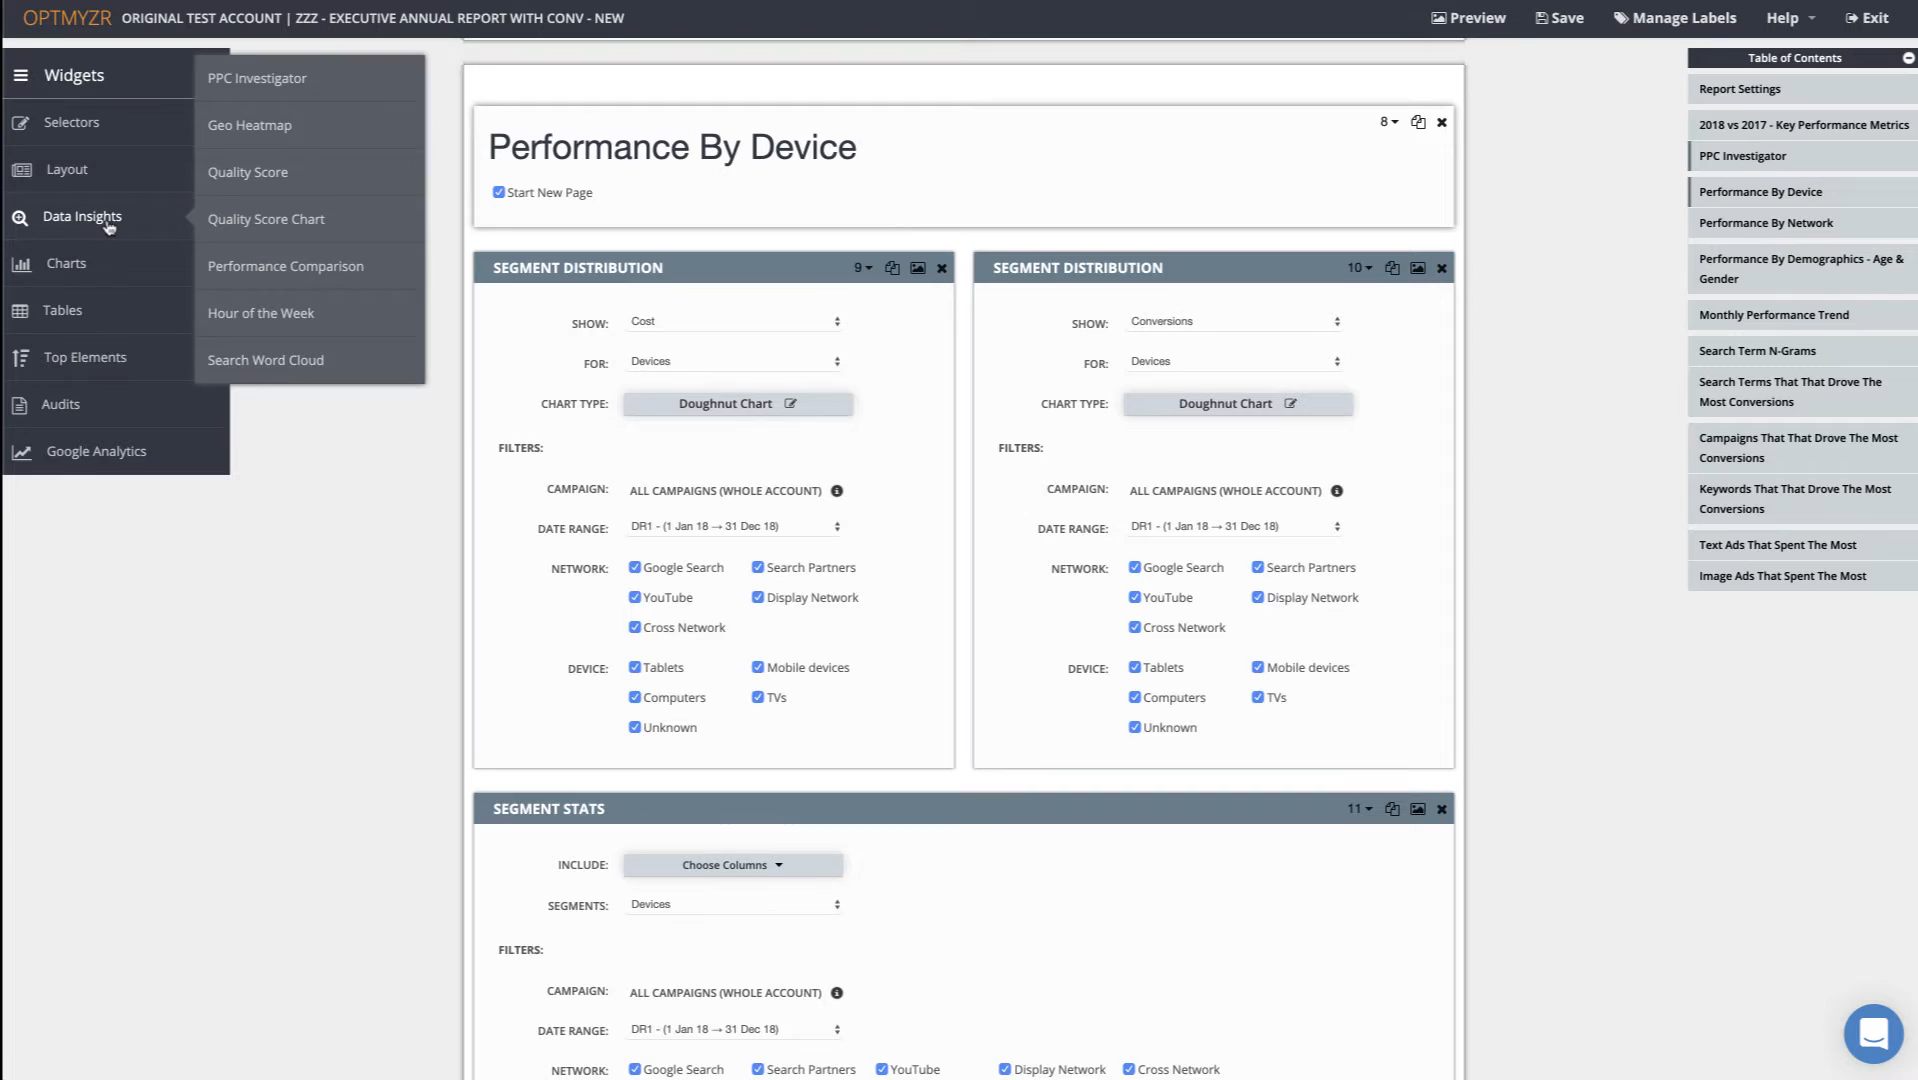 OPTMYZR ORIGINAL TEST ACCOUNT | ZZZ - EXECUTIVE ANNUAL REPORT WITH CONV - NEW
Preview Save Manage Labels Help Exit
Widgets
Selectors
Layout
Data Insights
Charts
Tables
Top Elements
Audits
Google Analytics
PPC Investigator
Geo Heatmap
Quality Score
Quality Score Chart
Performance Comparison
Hour of the Week
Search Word Cloud
8
Performance By Device
Start New Page
SEGMENT DISTRIBUTION 9
SHOW: Cost
FOR: Devices
CHART TYPE: Doughnut Chart
FILTERS:
CAMPAIGN: ALL CAMPAIGNS (WHOLE ACCOUNT)
DATE RANGE: DR1 - (1 Jan 18 → 31 Dec 18)
NETWORK: Google Search Search Partners
YouTube Display Network
Cross Network
DEVICE: Tablets Mobile devices
Computers TVs
Unknown
SEGMENT DISTRIBUTION 10
SHOW: Conversions
FOR: Devices
CHART TYPE: Doughnut Chart
FILTERS:
CAMPAIGN: ALL CAMPAIGNS (WHOLE ACCOUNT)
DATE RANGE: DR1 - (1 Jan 18 → 31 Dec 18)
NETWORK: Google Search Search Partners
YouTube Display Network
Cross Network
DEVICE: Tablets Mobile devices
Computers TVs
Unknown
SEGMENT STATS 11
INCLUDE: Choose Columns
SEGMENTS: Devices
FILTERS:
CAMPAIGN: ALL CAMPAIGNS (WHOLE ACCOUNT)
DATE RANGE: DR1 - (1 Jan 18 → 31 Dec 18)
NETWORK: Google Search Search Partners YouTube Display Network Cross Network
Table of Contents
Report Settings
2018 vs 2017 - Key Performance Metrics
PPC Investigator
Performance By Device
Performance By Network
Performance By Demographics - Age &
Gender
Monthly Performance Trend
Search Term N-Grams
Search Terms That That Drove The
Most Conversions
Campaigns That That Drove The Most
Conversions
Keywords That That Drove The Most
Conversions
Text Ads That Spent The Most
Image Ads That Spent The Most